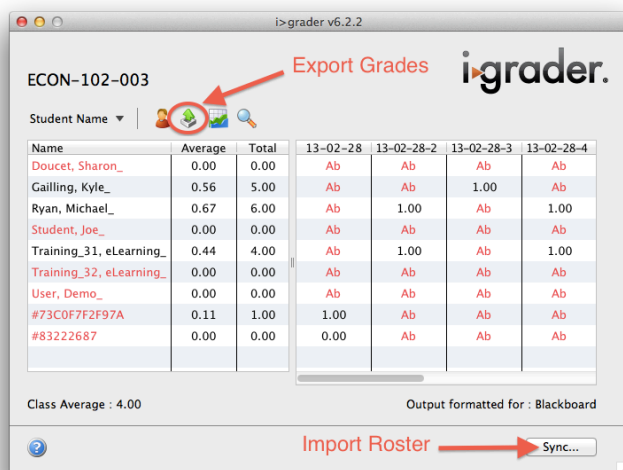 i>grader v6.2.2
Export Grades
i>grader.
ECON-102-003
Student Name
Name Average Total 13-02-28 13-02-28-2 13-02-28-3 13-02-28-4
Doucet, Sharon_ 0.00 0.00 Ab Ab Ab Ab
Gailling, Kyle_ 0.56 5.00 Ab Ab 1.00 Ab
Ryan, Michael_ 0.67 6.00 Ab 1.00 Ab 1.00
Student, Joe_ 0.00 0.00 Ab Ab Ab Ab
Training_31, eLearning_ 0.44 4.00 Ab 1.00 Ab 1.00
Training_32, eLearning_ 0.00 0.00 Ab Ab Ab Ab
User, Demo_ 0.00 0.00 Ab Ab Ab Ab
#73C0F7F2F97A 0.11 1.00 1.00 Ab Ab Ab
#83222687 0.00 0.00 0.00 Ab Ab Ab
Class Average : 4.00 Output formatted for : Blackboard
? Import Roster Sync...